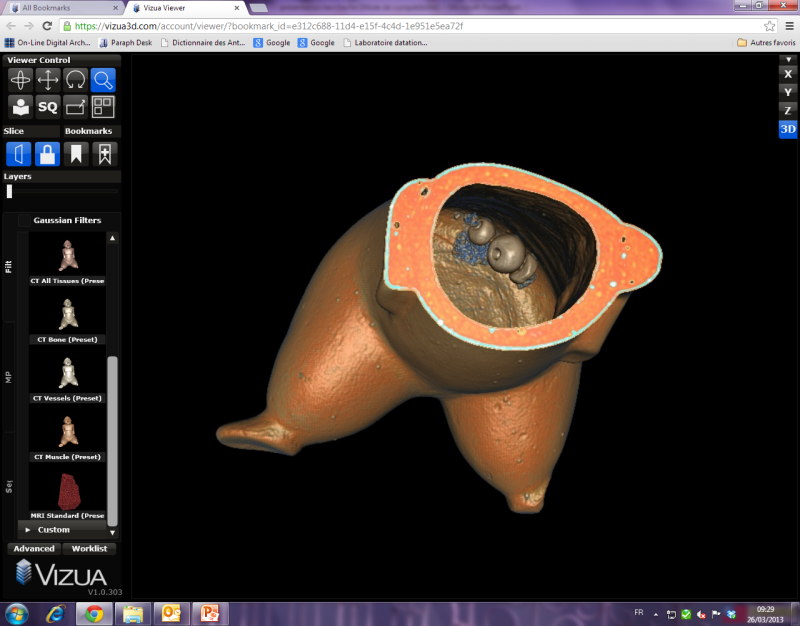 All Bookmarks
Vizua Viewer
https://vizua3d.com/account/viewer/?bookmark_id=e312c688-11d4-e15f-4c4d-1e951e5ea72f
On-Line Digital Arch...
Paraph Desk
Dictionnaire des Ant...
Google
Google
Laboratoire datation...
Autres favoris
Viewer Control
SQ
Slice
Bookmarks
Layers
Gaussian Filters
Filt
CT All Tissues (Prese
CT Bone (Preset)
MP
CT Vessels (Preset)
CT Muscle (Preset)
MRI Standard (Prese
Custom
Advanced
Worklist
VIZUA
V1.0.303
X
Y
Z
3D
FR
09:29
26/03/2013